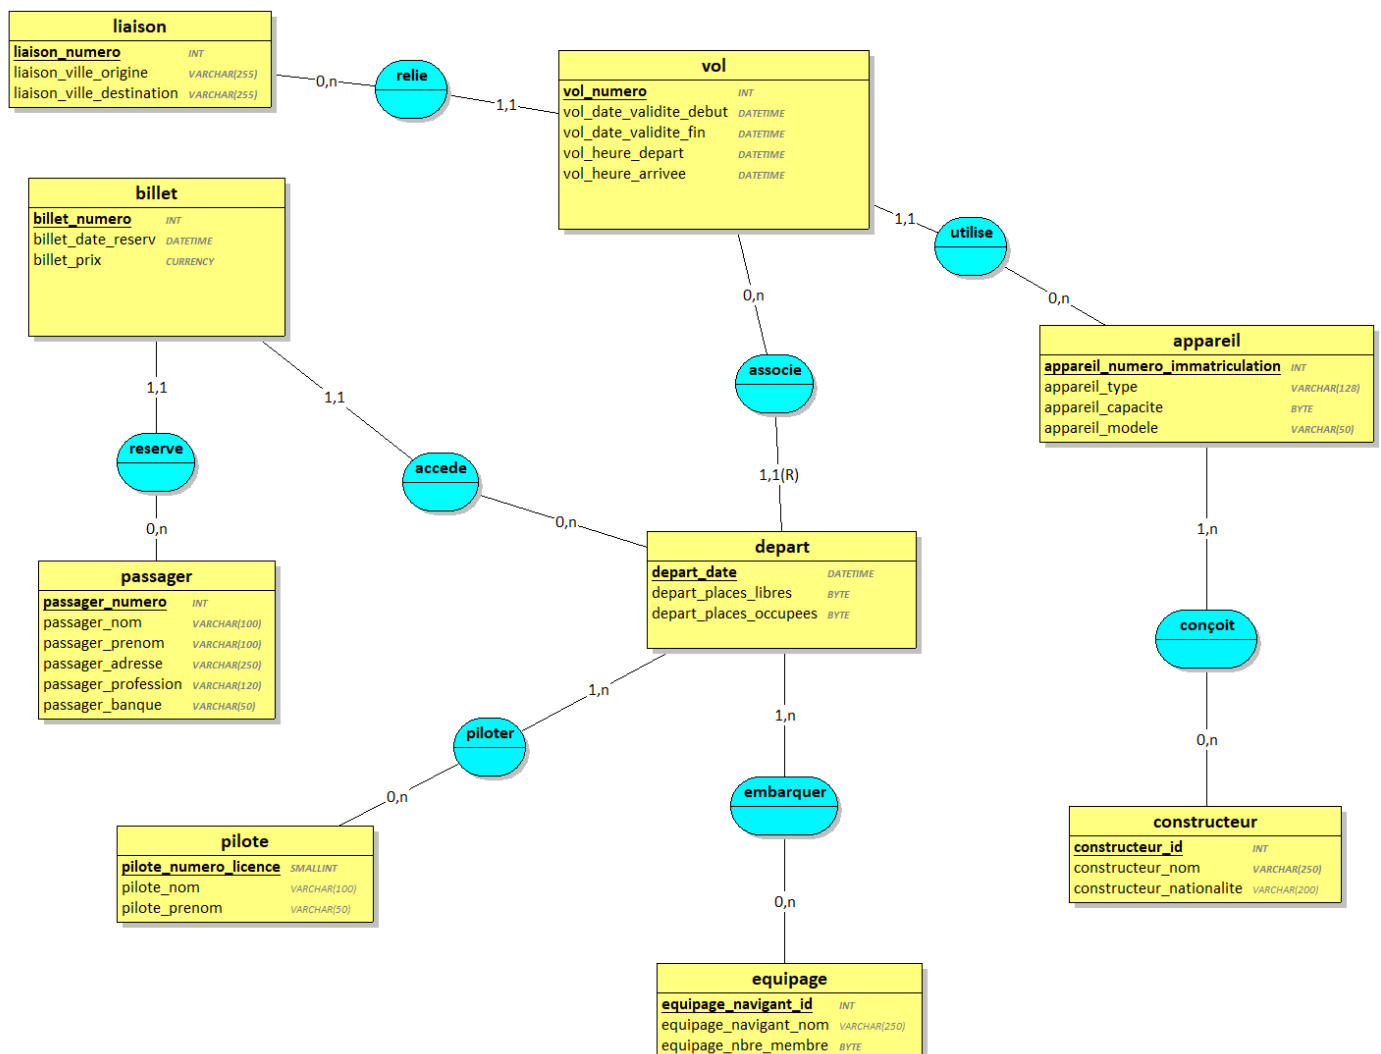 liaison
liaison_numero INT
liaison_ville_origine VARCHAR(255)
liaison_ville_destination VARCHAR(255)
0,n
relie
1,1
vol
vol_numero INT
vol_date_validite_debut DATETIME
vol_date_validite_fin DATETIME
vol_heure_depart DATETIME
vol_heure_arrivee DATETIME
billet
billet_numero INT
billet_date_reserv DATETIME
billet_prix CURRENCY
1,1
utilise
0,n
0,n
appareil
appareil_numero_immatriculation INT
appareil_type VARCHAR(128)
appareil_capacite BYTE
appareil_modele VARCHAR(50)
associe
1,1
1,1
reserve
accede
1,1(R)
0,n
0,n
1,n
depart
depart_date DATETIME
depart_places_libres BYTE
depart_places_occupees BYTE
passager
passager_numero INT
passager_nom VARCHAR(100)
passager_prenom VARCHAR(100)
passager_adresse VARCHAR(250)
passager_profession VARCHAR(120)
passager_banque VARCHAR(50)
conçoit
1,n
1,n
piloter
0,n
0,n
embarquer
pilote
pilote_numero_licence SMALLINT
pilote_nom VARCHAR(100)
pilote_prenom VARCHAR(50)
constructeur
constructeur_id INT
constructeur_nom VARCHAR(250)
constructeur_nationalite VARCHAR(200)
0,n
equipage
equipage_navigant_id INT
equipage_navigant_nom VARCHAR(250)
equipage_nbre_membre BYTE